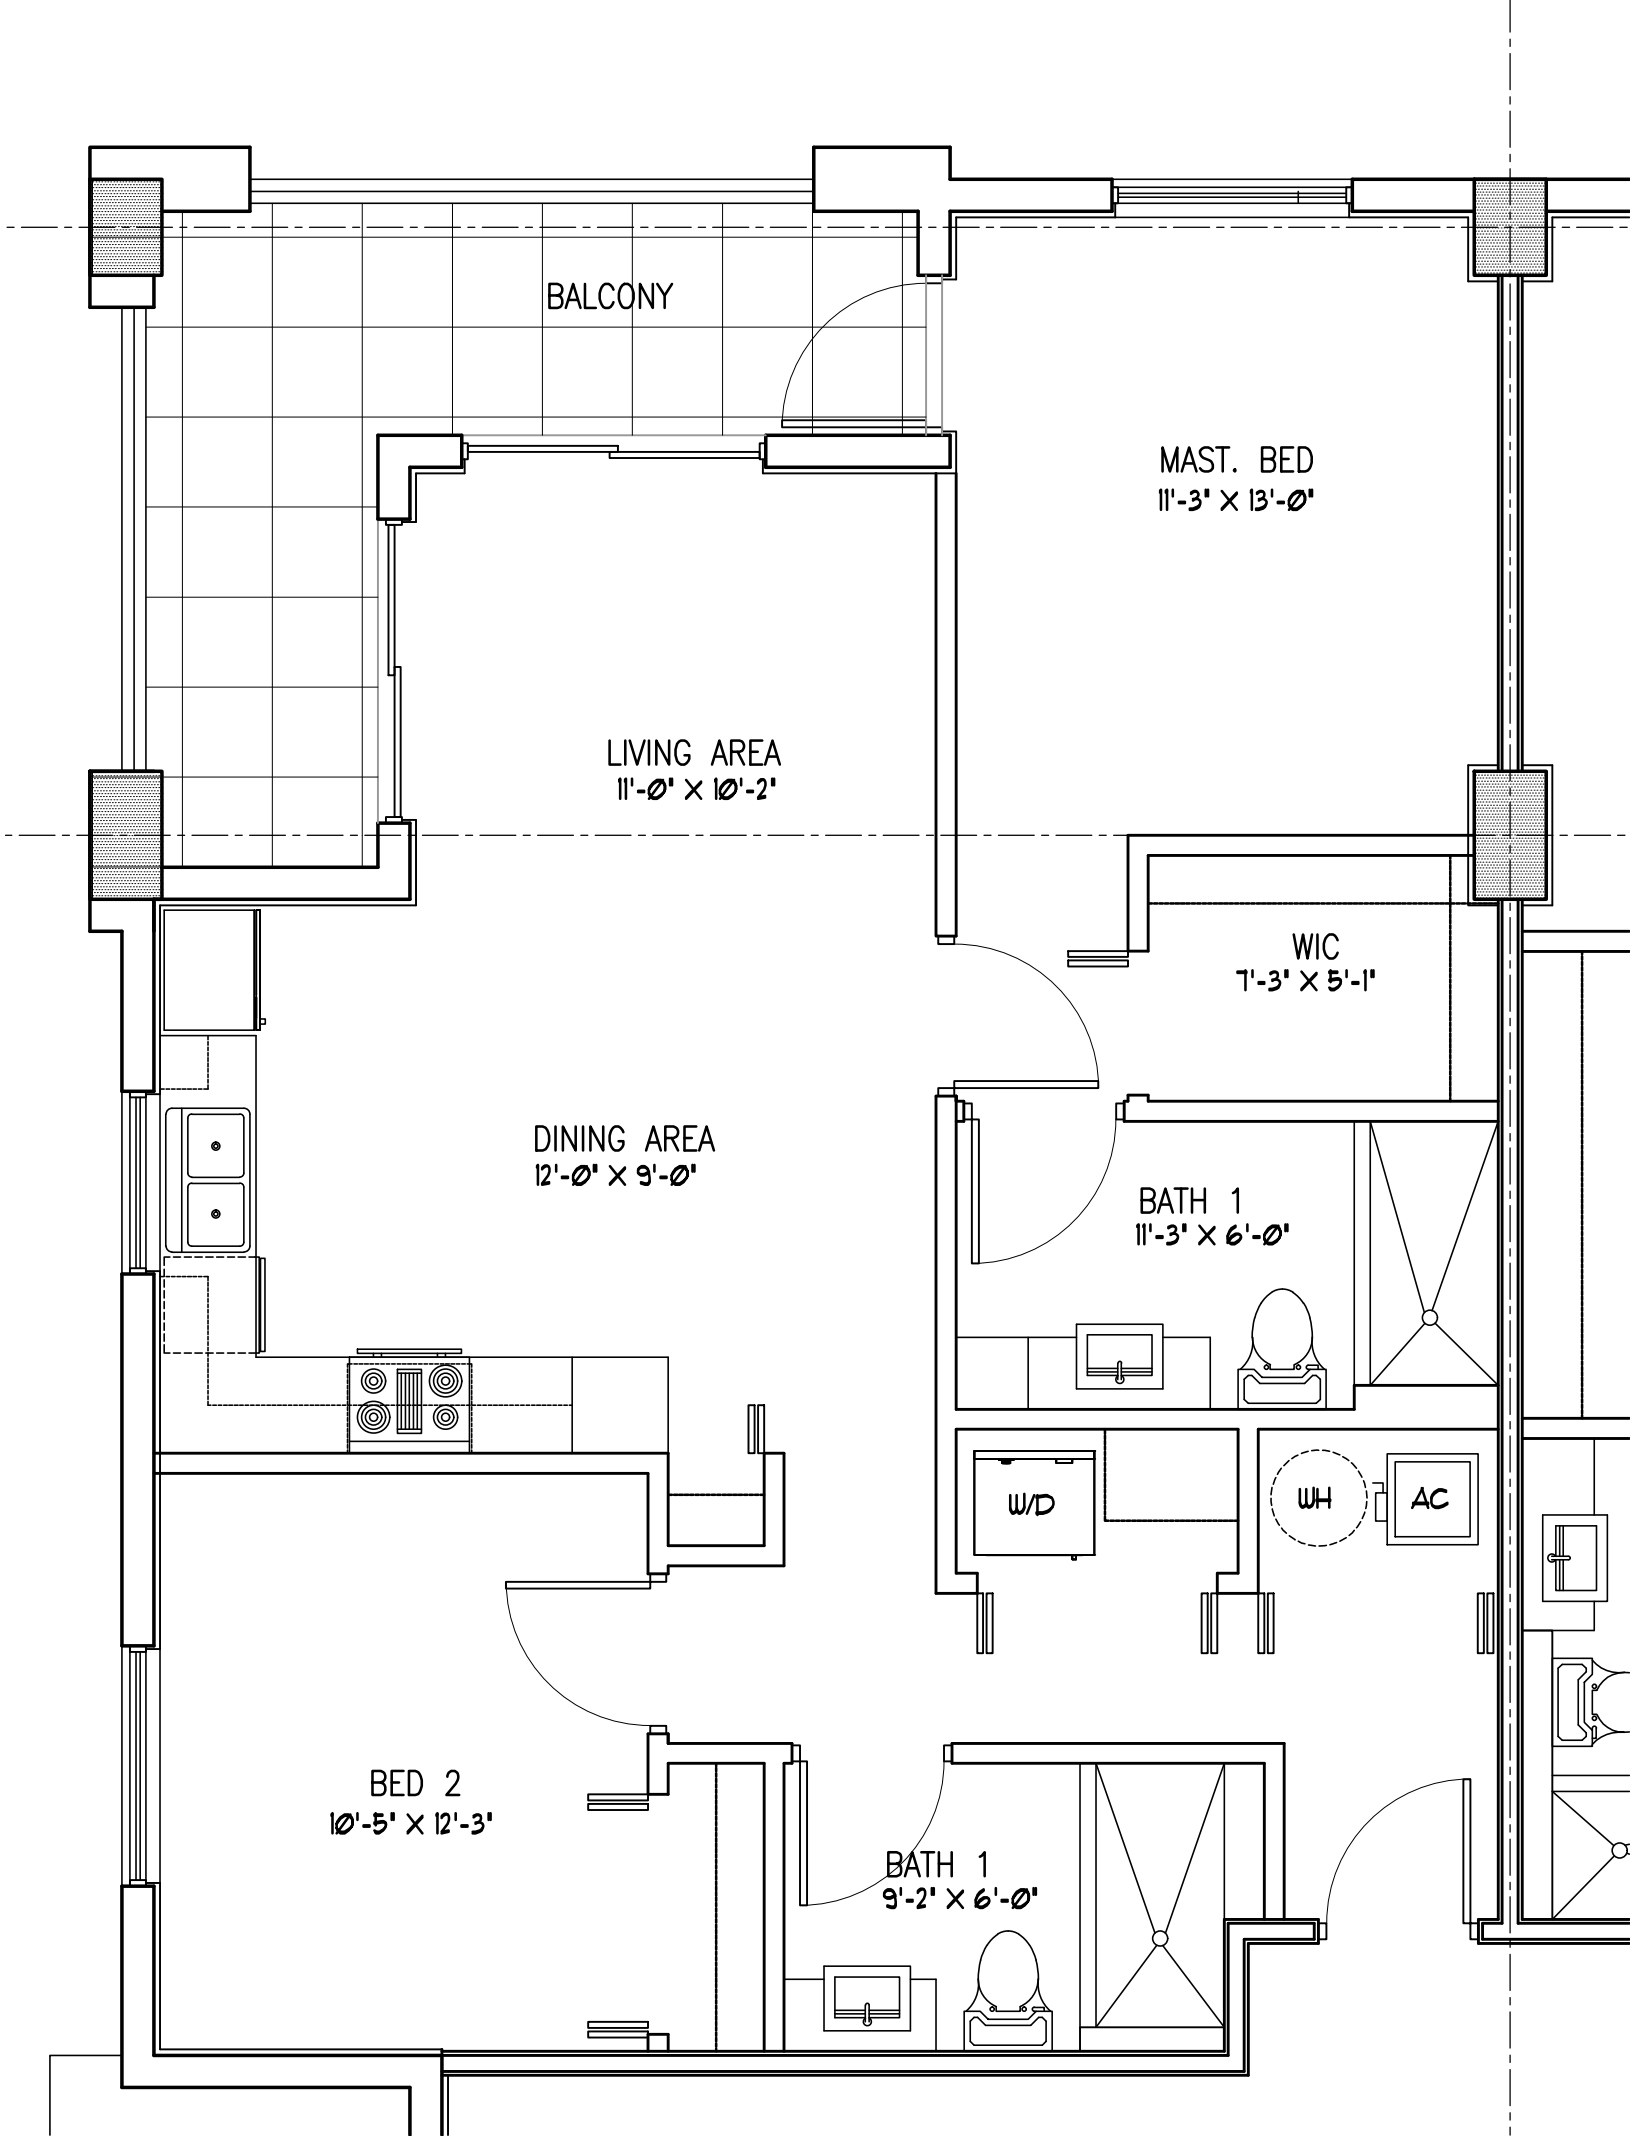 BALCONY
MAST. BED
11'-3" X 13'-0"
LIVING AREA
11'-0" X 10'-2"
WIC
7'-3" X 5'-1"
DINING AREA
12'-0" X 9'-0"
BATH 1
11'-3" X 6'-0"
W/D
WH
AC
BED 2
10'-5" X 12'-3"
BATH 1
9'-2" X 6'-0"